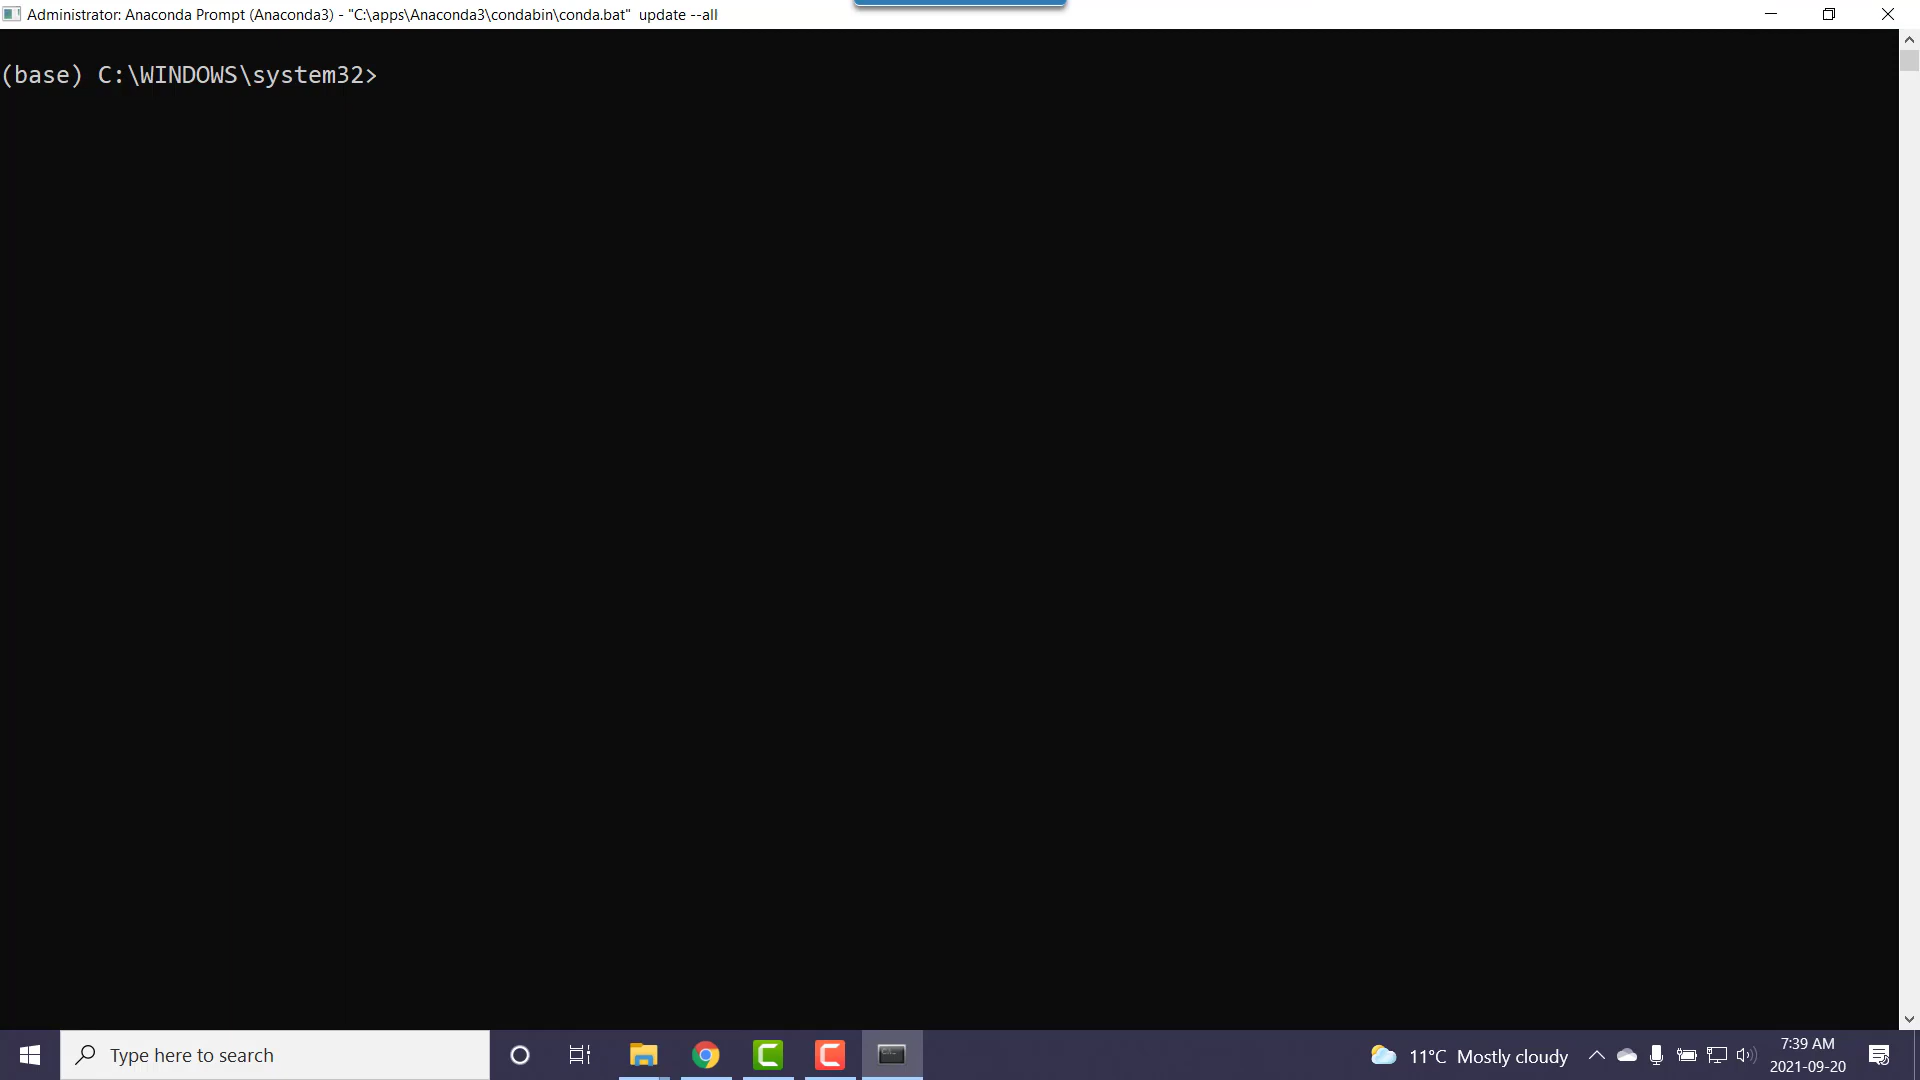 Administrator: Anaconda Prompt (Anaconda3) - "C:\apps\Anaconda3\condabin\conda.bat" update --all
(base) C:\WINDOWS\system32>
Type here to search
11°C Mostly cloudy
7:39 AM
2021-09-20